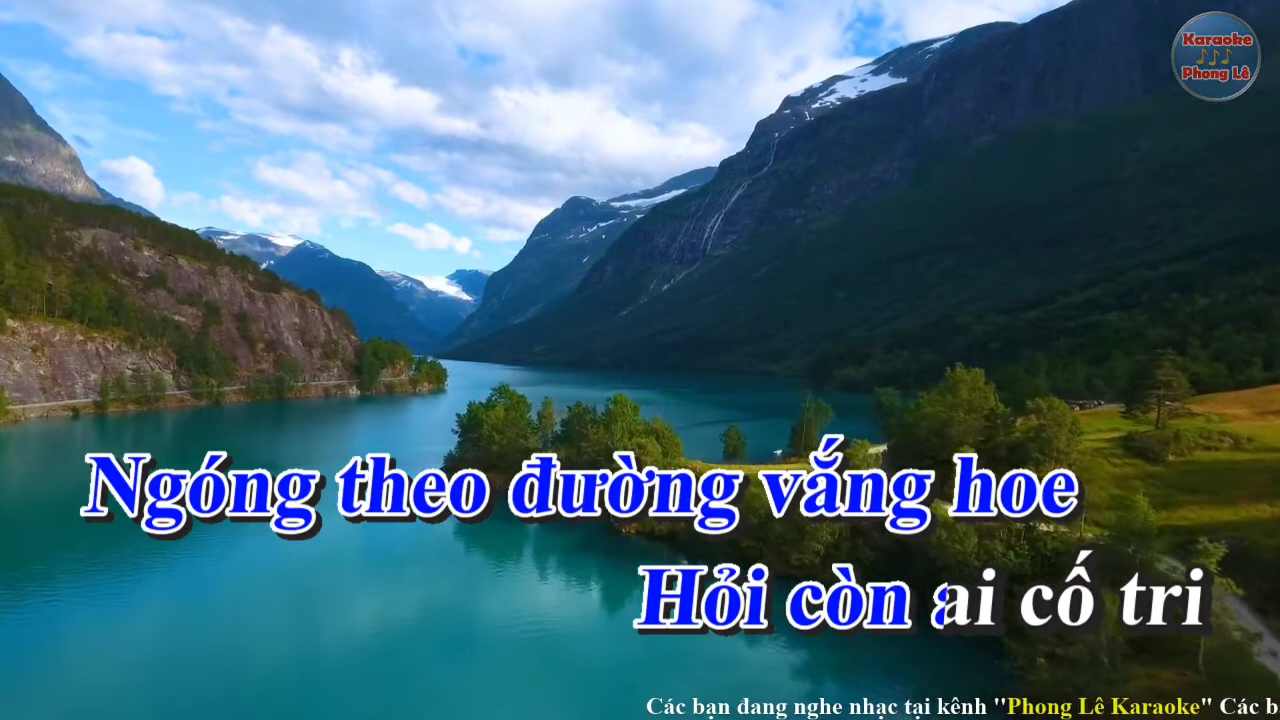 Karaoke
Phong Lê
Ngóng theo đường vắng hoe
Hỏi còn ai cố tri
Các bạn đang nghe nhạc tại kênh "Phong Lê Karaoke" Các b